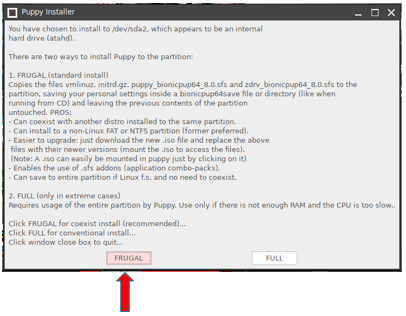 Puppy Installer
You have chosen to install to /dev/sda2, which appears to be an internal
hard drive (atahd).
There are two ways to install Puppy to the partition:
1. FRUGAL (standard install)
Copies the files vmlinuz, initrd.gz, puppy_bionicpup64_8.0.sfs and zdrv_bionicpup64_8.0.sfs to the
partition, saving your personal settings inside a bionicpup64save file or directory (like when
running from CD) and leaving the previous contents of the partition
untouched. PROS:
- Can coexist with another distro installed to the same partition.
- Can install to a non-Linux FAT or NTFS partition (former preferred).
- Easier to upgrade: just download the new .iso file and replace the above
files with their newer versions (mount the .iso to access the files).
(Note: A .iso can easily be mounted in puppy just by clicking on it)
- Enables the use of .sfs addons (application combo-packs).
- Can save to entire partition if Linux f.s. and no need to coexist.
2. FULL (only in extreme cases)
Requires usage of the entire partition by Puppy. Use only if there is not enough RAM and the CPU is too slow..
Click FRUGAL for coexist install (recommended)...
Click FULL for conventional install...
Click window close box to quit...
FRUGAL
FULL